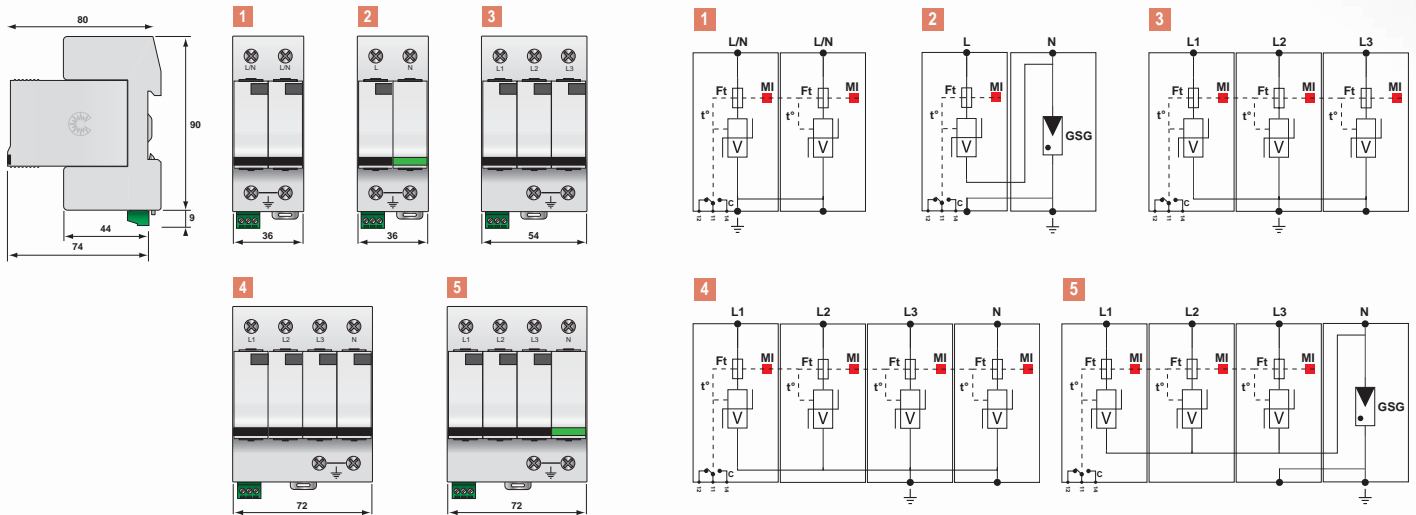 80
90
9
44
74
1
L/N L/N
36
2
L N
36
3
L1 L2 L3
54
4
L1 L2 L3 N
72
5
L1 L2 L3 N
72
1
L/N L/N
Ft MI Ft MI
t° t°
V V
C
12 11 14
2
L N
Ft MI
t°
V
GSG
C
12 11 14
3
L1 L2 L3
Ft MI Ft MI Ft MI
t° t° t°
V V V
C
12 11 14
4
L1 L2 L3 N
Ft MI Ft MI Ft MI Ft MI
t° t° t° t°
V V V V
C
12 11 14
5
L1 L2 L3 N
Ft MI Ft MI Ft MI
t° t° t°
V V V
GSG
C
12 11 14